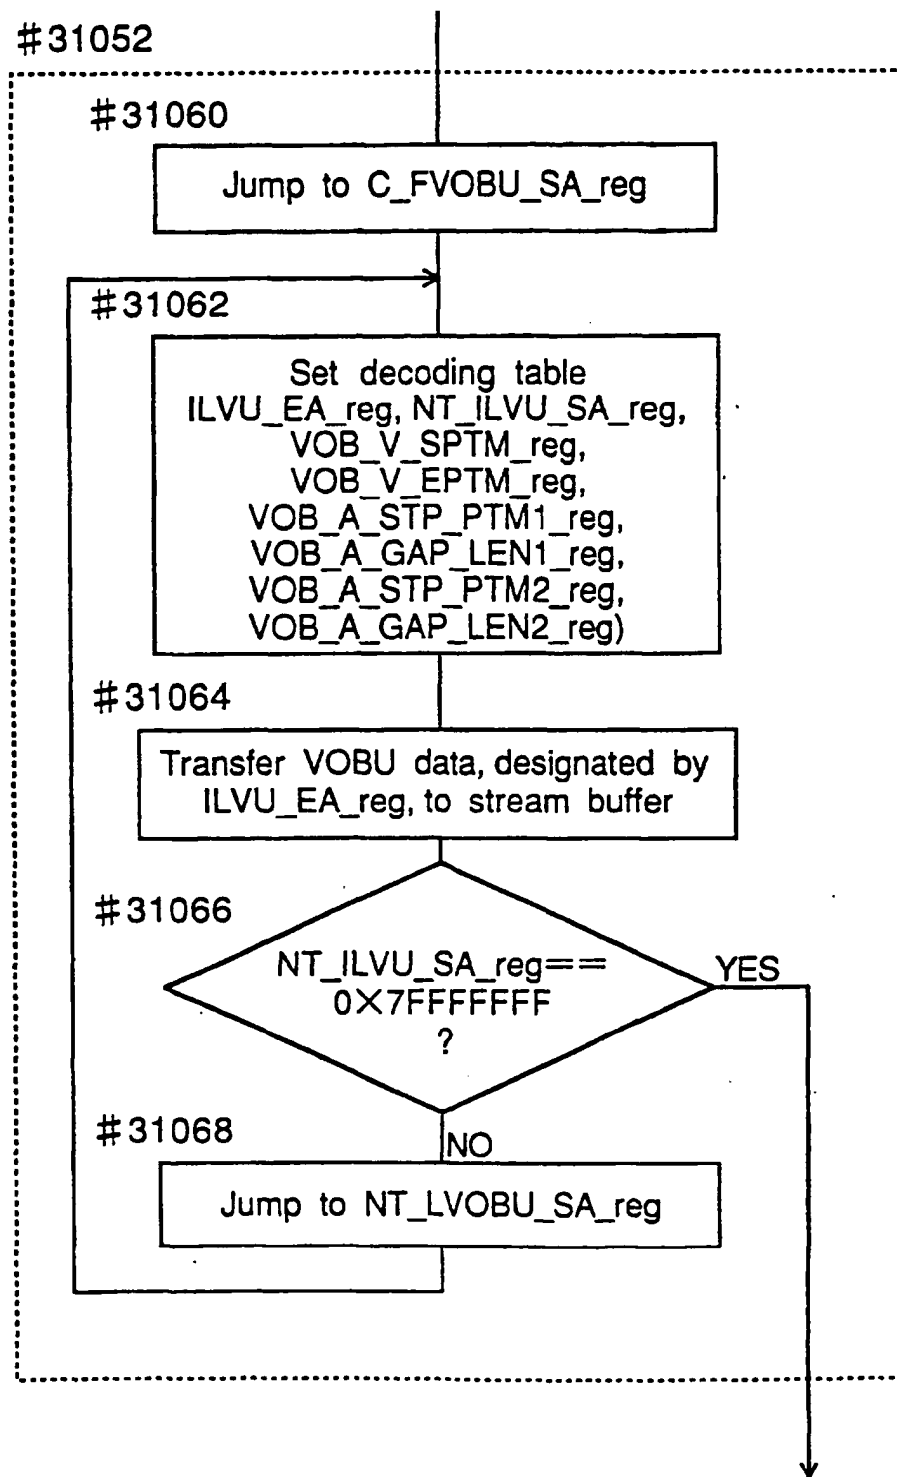 #31052
#31060
Jump to C_FVOBU_SA_reg
#31062
Set decoding table
ILVU_EA_reg, NT_ILVU_SA_reg,
VOB_V_SPTM_reg,
VOB_V_EPTM_reg,
VOB_A_STP_PTM1_reg,
VOB_A_GAP_LEN1_reg,
VOB_A_STP_PTM2_reg,
VOB_A_GAP_LEN2_reg)
#31064
Transfer VOBU data, designated by
ILVU_EA_reg, to stream buffer
#31066
NT_ILVU_SA_reg==
0X7FFFFFFF
?
YES
#31068
NO
Jump to NT_LVOBU_SA_reg